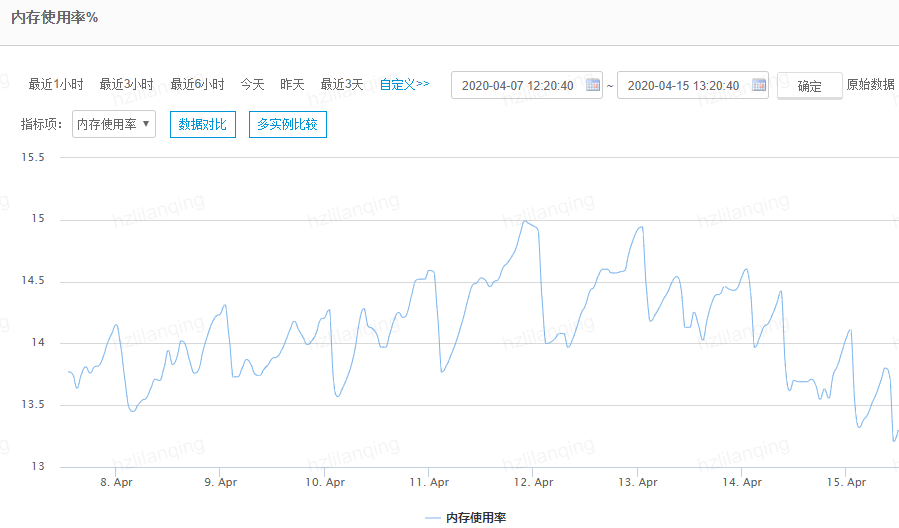 内存使用率%
最近1小时 最近3小时 最近6小时 今天 昨天 最近3天 自定义>> 2020-04-07 12:20:40 ~ 2020-04-15 13:20:40 确定 原始数据
指标项： 内存使用率 ▼ 数据对比 多实例比较
15.5
15
hzlilanqing hzlilanqing hzlilanqing hzlilanqing
14.5
14
hzlilanqing hzlilanqing hzlilanqing hzlilanqing
13.5
13
hzlilanqing hzlilanqing hzlilanqing hzlilanqing
8. Apr 9. Apr 10. Apr 11. Apr 12. Apr 13. Apr 14. Apr 15. Apr
内存使用率